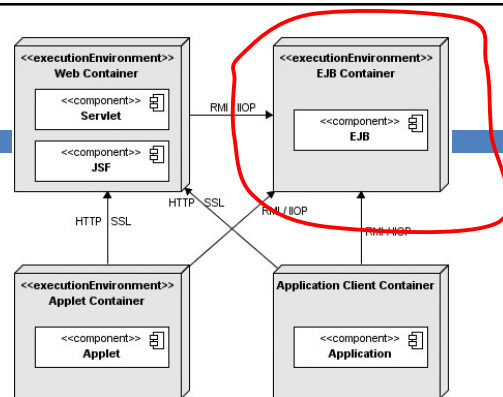 <<executionEnvironment>>
Web Container
<<component>>
Servlet
<<component>>
JSF
RMI / IIOP
<<executionEnvironment>>
EJB Container
<<component>>
EJB
HTTP SSL
HTTP SSL
RMI / IIOP
RMI / IIOP
<<executionEnvironment>>
Applet Container
<<component>>
Applet
Application Client Container
<<component>>
Application